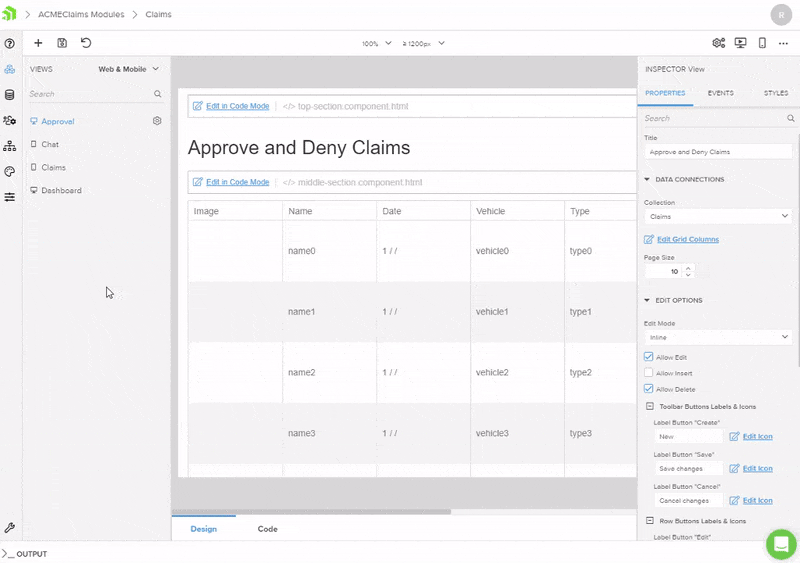 ACMEClaims Modules
Claims
R
100%
1200px
VIEWS
Web & Mobile
Search
Approval
Chat
Claims
Dashboard
Edit in Code Mode
</> top-section.component.html
Approve and Deny Claims
Edit in Code Mode
</> middle-section.component.html
Image Name Date Vehicle Type
name0 1 / / vehicle0 type0
name1 1 / / vehicle1 type1
name2 1 / / vehicle2 type2
name3 1 / / vehicle3 type3
Design Code
INSPECTOR View
PROPERTIES EVENTS STYLES
Search
Title
Approve and Deny Claims
DATA CONNECTIONS
Collection
Claims
Edit Grid Columns
Page Size
10
EDIT OPTIONS
Edit Mode
Inline
Allow Edit
Allow Insert
Allow Delete
Toolbar Buttons Labels & Icons
Label Button "Create"
New Edit Icon
Label Button "Save"
Save changes Edit Icon
Label Button "Cancel"
Cancel changes Edit Icon
Row Buttons Labels & Icons
Label Button "Edit"
OUTPUT